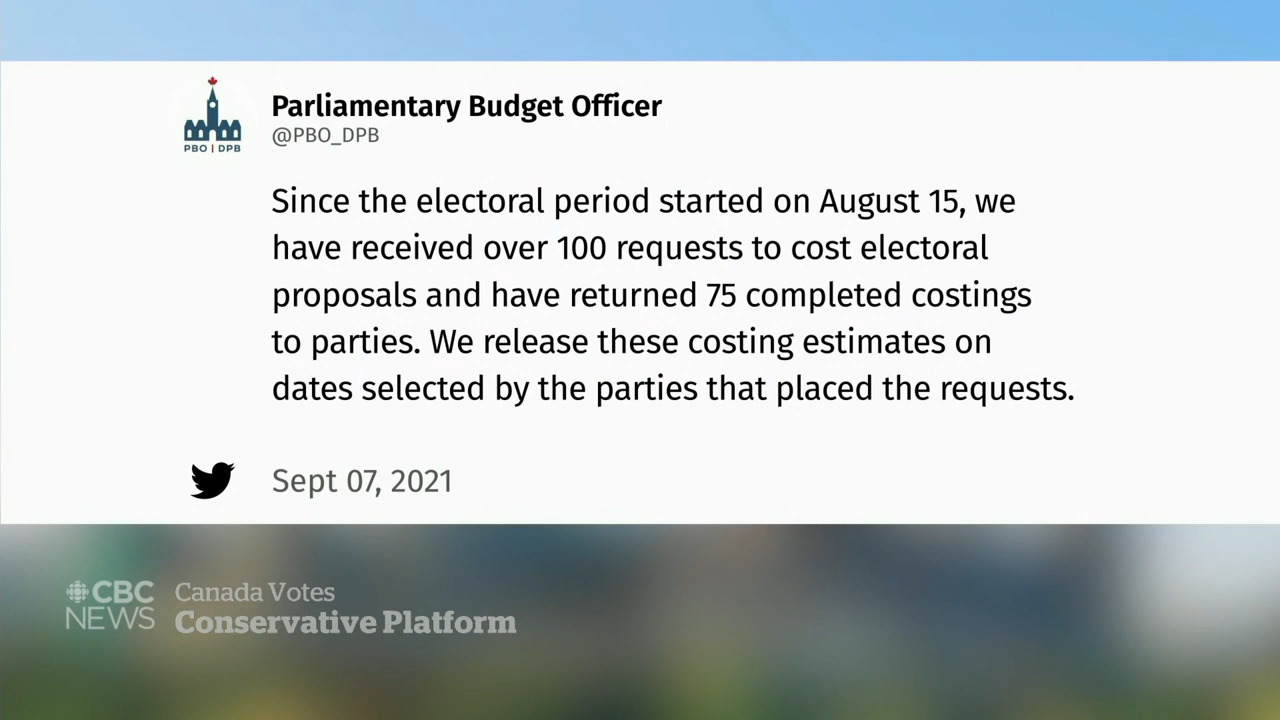 Parliamentary Budget Officer
@PBO_DPB
PBO | DPB
Since the electoral period started on August 15, we
have received over 100 requests to cost electoral
proposals and have returned 75 completed costings
to parties. We release these costing estimates on
dates selected by the parties that placed the requests.
Sept 07, 2021
CBC
NEWS
Canada Votes
Conservative Platform